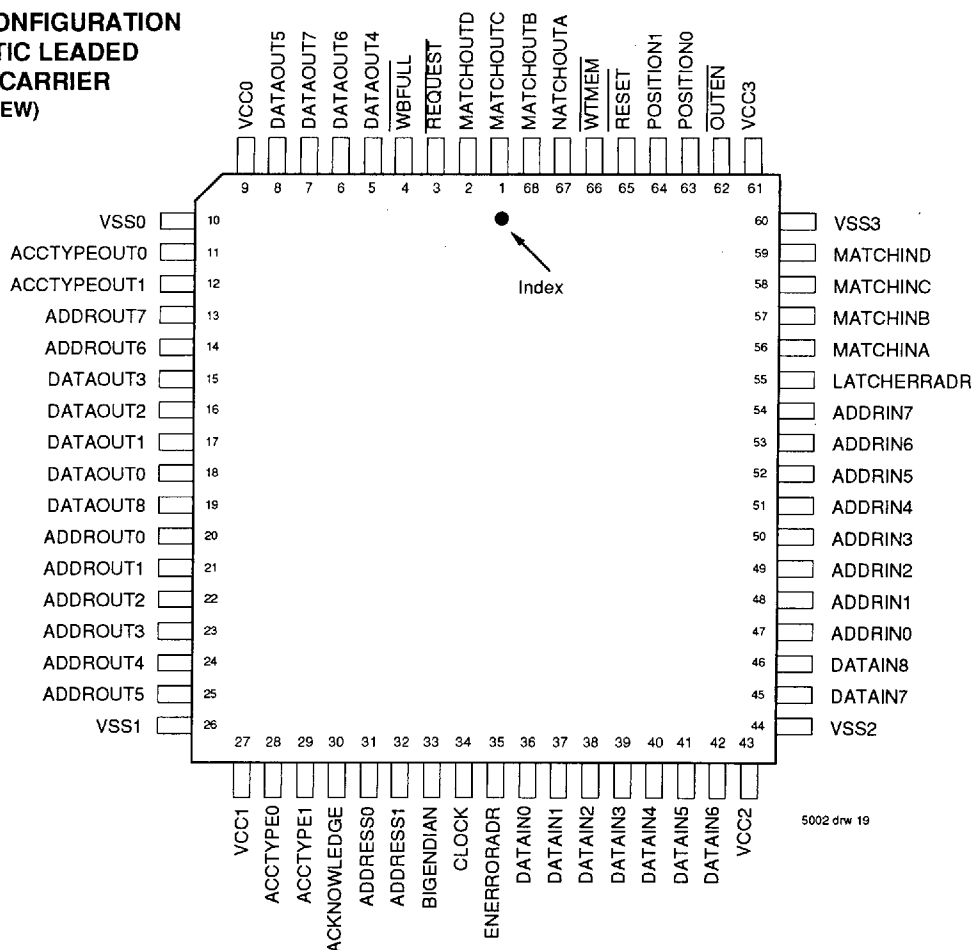 ONFIGURATION
TIC LEADED
CARRIER
EW)
VCC0
DATAOUT5
DATAOUT7
DATAOUT6
DATAOUT4
WBFULL
REQUEST
MATCHOUTD
MATCHOUTC
MATCHOUTB
NATCHOUTA
WTMEM
RESET
POSITION1
POSITION0
OUTEN
VCC3
9 8 7 6 5 4 3 2 1 68 67 66 65 64 63 62 61
VSS0 10
ACCTYPEOUT0 11
ACCTYPEOUT1 12
ADDROUT7 13
ADDROUT6 14
DATAOUT3 15
DATAOUT2 16
DATAOUT1 17
DATAOUT0 18
DATAOUT8 19
ADDROUT0 20
ADDROUT1 21
ADDROUT2 22
ADDROUT3 23
ADDROUT4 24
ADDROUT5 25
VSS1 26
Index
60 VSS3
59 MATCHIND
58 MATCHINC
57 MATCHINB
56 MATCHINA
55 LATCHERRADR
54 ADDRIN7
53 ADDRIN6
52 ADDRIN5
51 ADDRIN4
50 ADDRIN3
49 ADDRIN2
48 ADDRIN1
47 ADDRIN0
46 DATAIN8
45 DATAIN7
44 VSS2
27 28 29 30 31 32 33 34 35 36 37 38 39 40 41 42 43
VCC1
ACCTYPE0
ACCTYPE1
ACKNOWLEDGE
ADDRESS0
ADDRESS1
BIGENDIAN
CLOCK
ENERRORADR
DATAIN0
DATAIN1
DATAIN2
DATAIN3
DATAIN4
DATAIN5
DATAIN6
VCC2
5002 drw 19